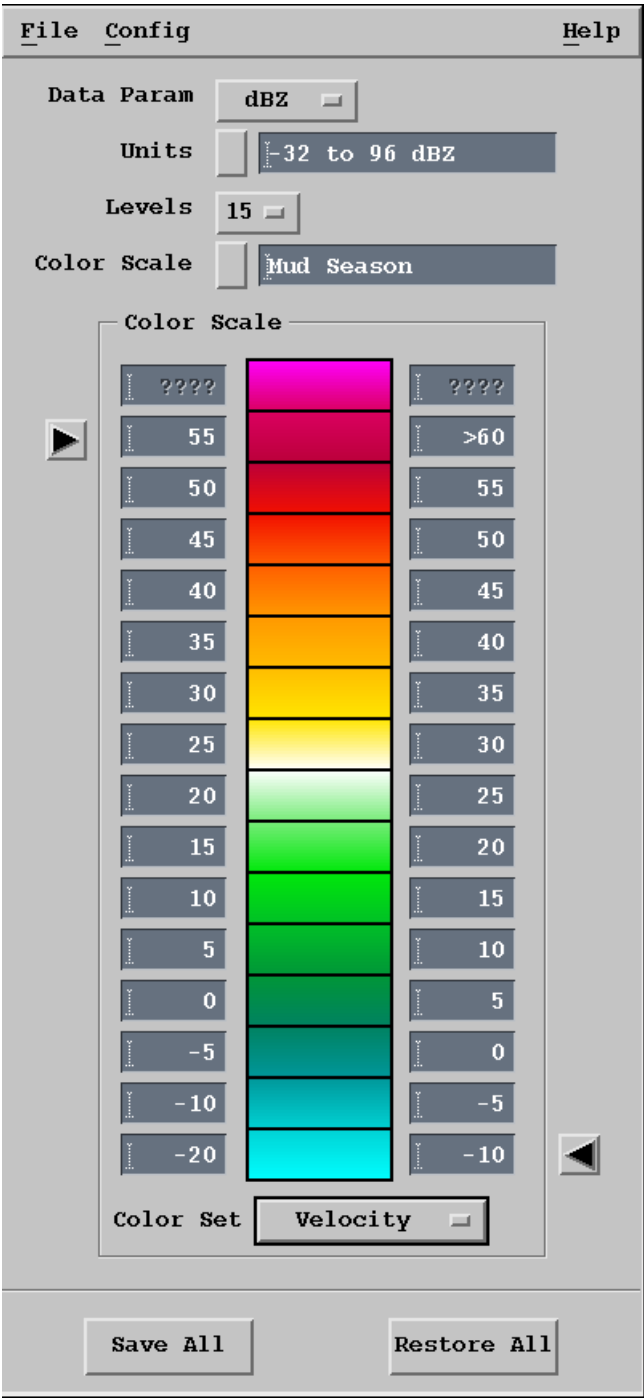 File Config Help
Data Param dBZ
Units -32 to 96 dBZ
Levels 15
Color Scale Mud Season
Color Scale
???? ????
55 >60
50 55
45 50
40 45
35 40
30 35
25 30
20 25
15 20
10 15
5 10
0 5
-5 0
-10 -5
-20 -10
Color Set Velocity
Save All Restore All